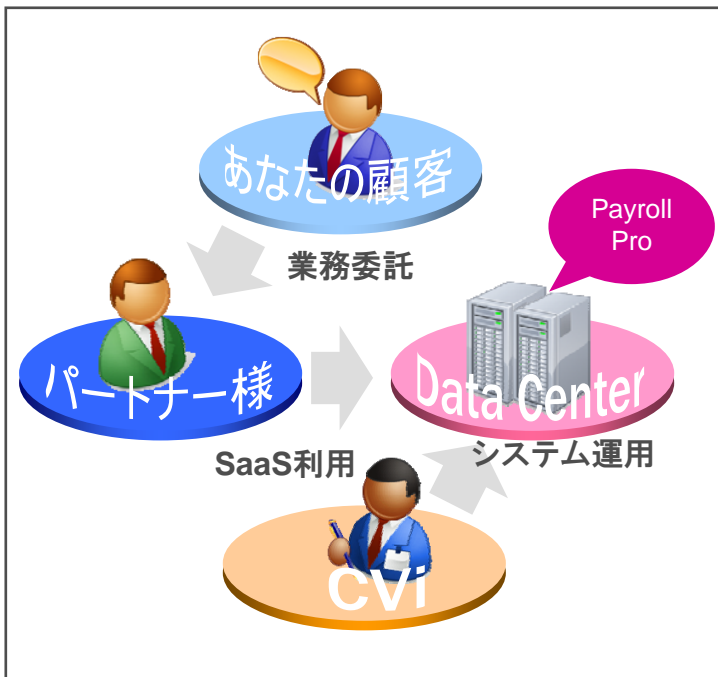 あなたの顧客
Payroll
Pro
業務委託
パートナー様
Data Center
SaaS利用
システム運用
CVi